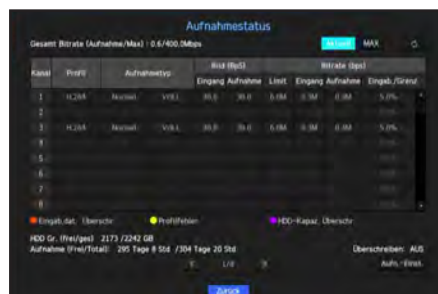 Aufnahmestatus
Gesamt Bitrate (Aufnahme/Max) : 0.6/400.0Mbps Aktuell MAX
Kanal Profil Aufnahmetyp Bild (BpS) Bitrate (bps)
Eingang Aufnahme Limit Eingang Aufnahme Eingab./Grenz
1 H.264 Normal Voll 30.0 30.0 6.0M 0.3M 0.3M 5.0%
2
3 H.264 Normal Voll 30.0 30.0 6.0M 0.3M 0.3M 5.0%
4
5
6
7
8
Eingab.dat. Überschr. Profilfehler HDD-Kapaz. Überschr.
HDD Gr. (frei/ges) 2173 /2242 GB
Aufnahme (Frei/Total) 295 Tage 8 Std /304 Tage 20 Std Überschreiben: AUS
Aufn.-Einst.
Zurück